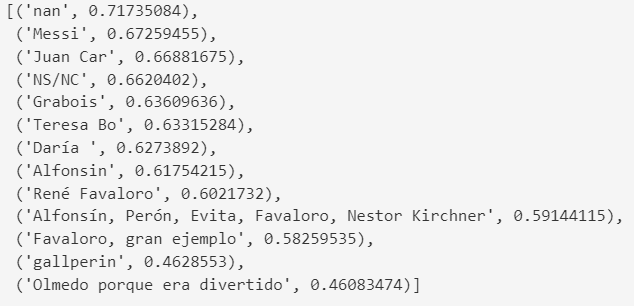 [('nan', 0.71735084),
('Messi', 0.67259455),
('Juan Car', 0.66881675),
('NS/NC', 0.6620402),
('Grabois', 0.63609636),
('Teresa Bo', 0.63315284),
('Daría ', 0.6273892),
('Alfonsin', 0.61754215),
('René Favaloro', 0.6021732),
('Alfonsín, Perón, Evita, Favaloro, Nestor Kirchner', 0.59144115),
('Favaloro, gran ejemplo', 0.58259535),
('gallperin', 0.4628553),
('Olmedo porque era divertido', 0.46083474)]